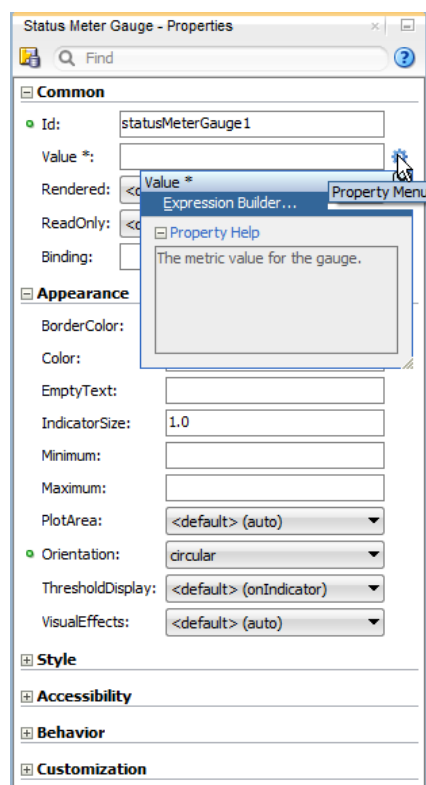 Status Meter Gauge - Properties
Find
Common
Id: statusMeterGauge1
Value *:
Value *
Rendered:
Property Menu
Expression Builder...
ReadOnly:
Property Help
Binding:
The metric value for the gauge.
Appearance
BorderColor:
Color:
EmptyText:
IndicatorSize: 1.0
Minimum:
Maximum:
PlotArea: <default> (auto)
Orientation: circular
ThresholdDisplay: <default> (onIndicator)
VisualEffects: <default> (auto)
Style
Accessibility
Behavior
Customization